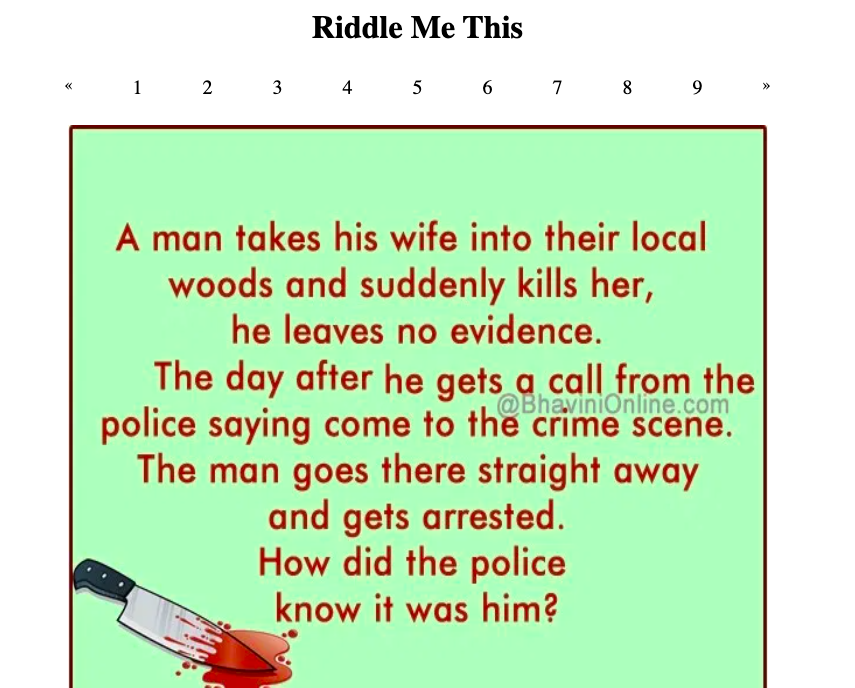 Riddle Me This
« 1 2 3 4 5 6 7 8 9 »
A man takes his wife into their local
woods and suddenly kills her,
he leaves no evidence.
The day after he gets a call from the
@BhaviniOnline.com
police saying come to the crime scene.
The man goes there straight away
and gets arrested.
How did the police
know it was him?